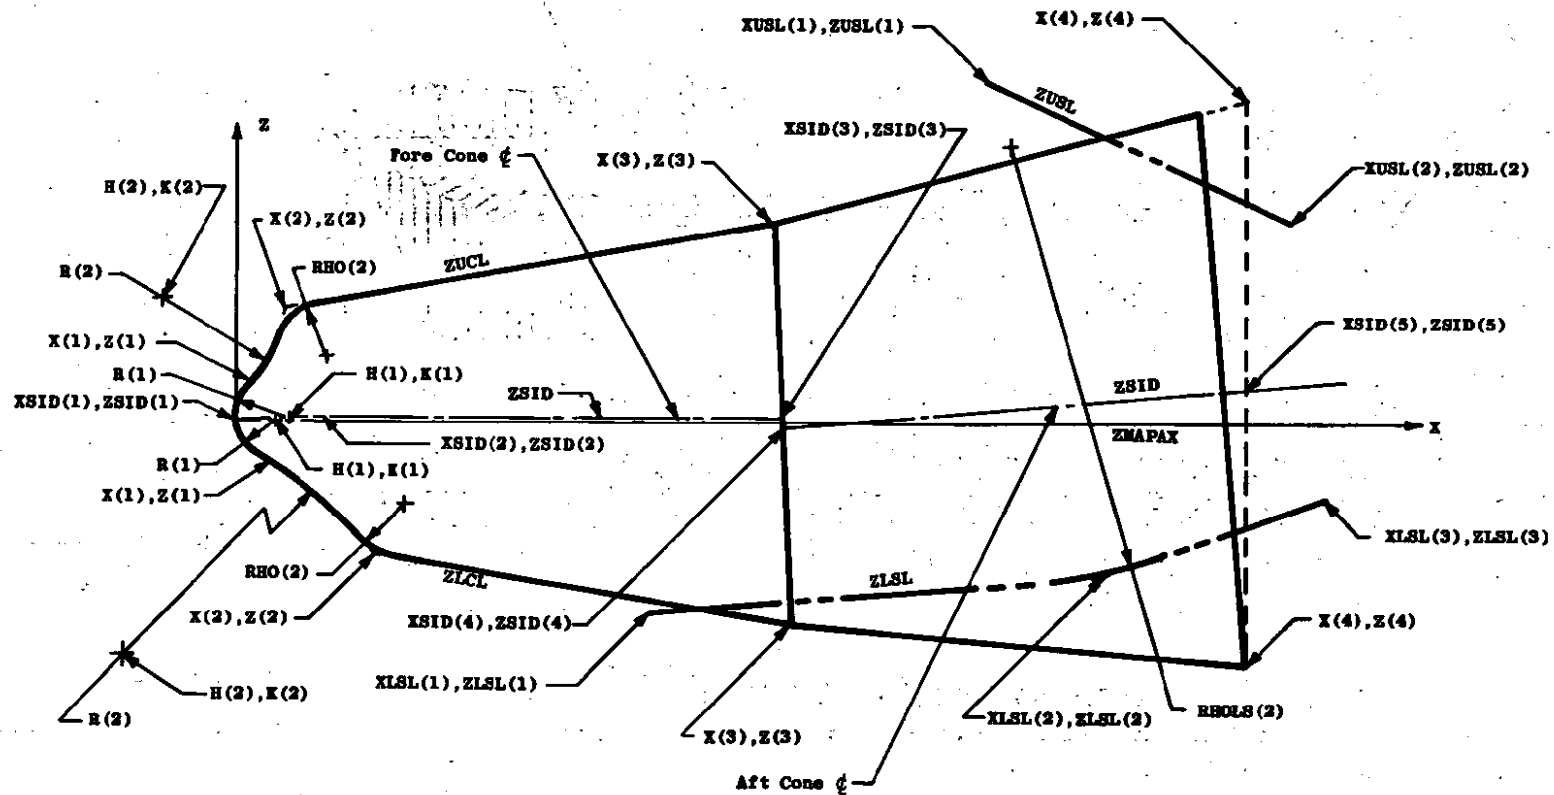 XUSL(1),ZUSL(1)
X(4),Z(4)
ZUSL
Z
XSID(3),ZSID(3)
Fore Cone ȼ
X(3),Z(3)
H(2),K(2)
XUSL(2),ZUSL(2)
X(2),Z(2)
ZUCL
RHO(2)
R(2)
XSID(5),ZSID(5)
X(1),Z(1)
R(1)
H(1),K(1)
ZSID
ZSID
XSID(1),ZSID(1)
X
ZMAPAX
XSID(2),ZSID(2)
R(1)
H(1),K(1)
X(1),Z(1)
XLSL(3),ZLSL(3)
RHO(2)
ZLCL
ZLSL
X(2),Z(2)
XSID(4),ZSID(4)
X(4),Z(4)
XLSL(1),ZLSL(1)
H(2),K(2)
R(2)
XLSL(2),ZLSL(2)
RHOLS(2)
X(3),Z(3)
Aft Cone ȼ